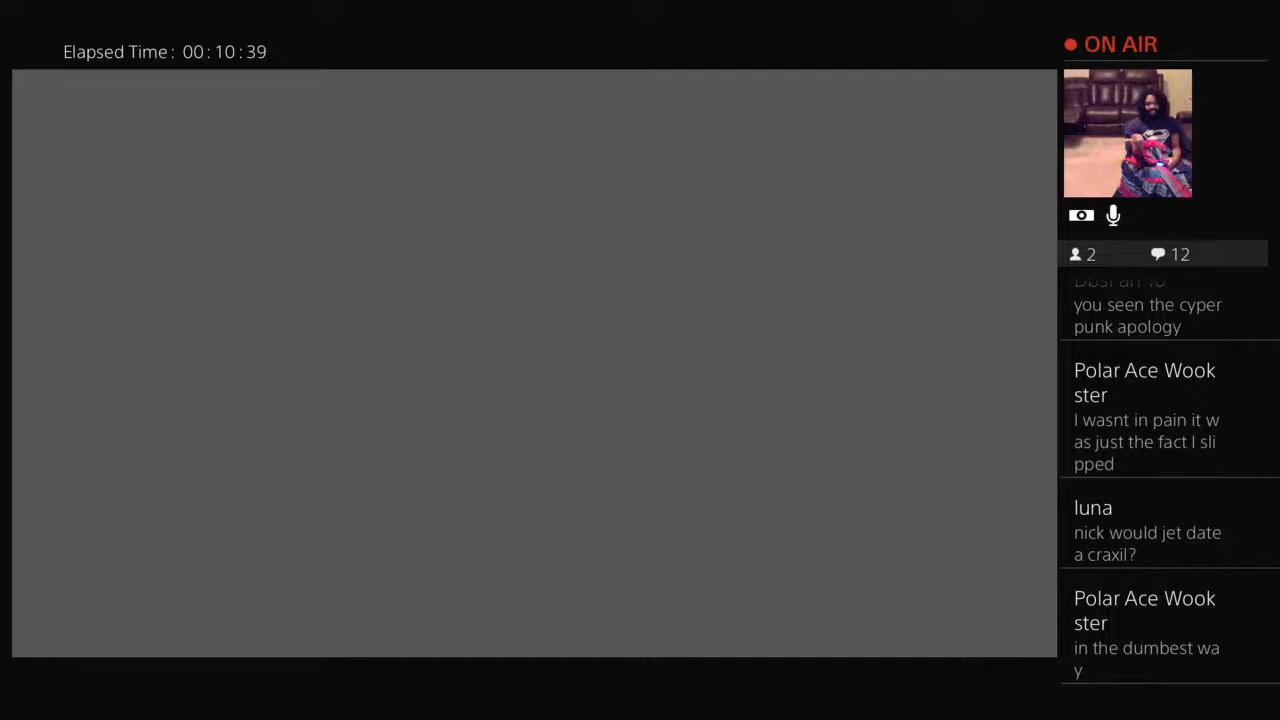 Elapsed Time: 00:10:39
ON AIR
2
12
you seen the cyper
punk apology
Polar Ace Wook
ster
I wasnt in pain it w
as just the fact I sli
pped
luna
nick would jet date
a craxil?
Polar Ace Wook
ster
in the dumbest wa
y